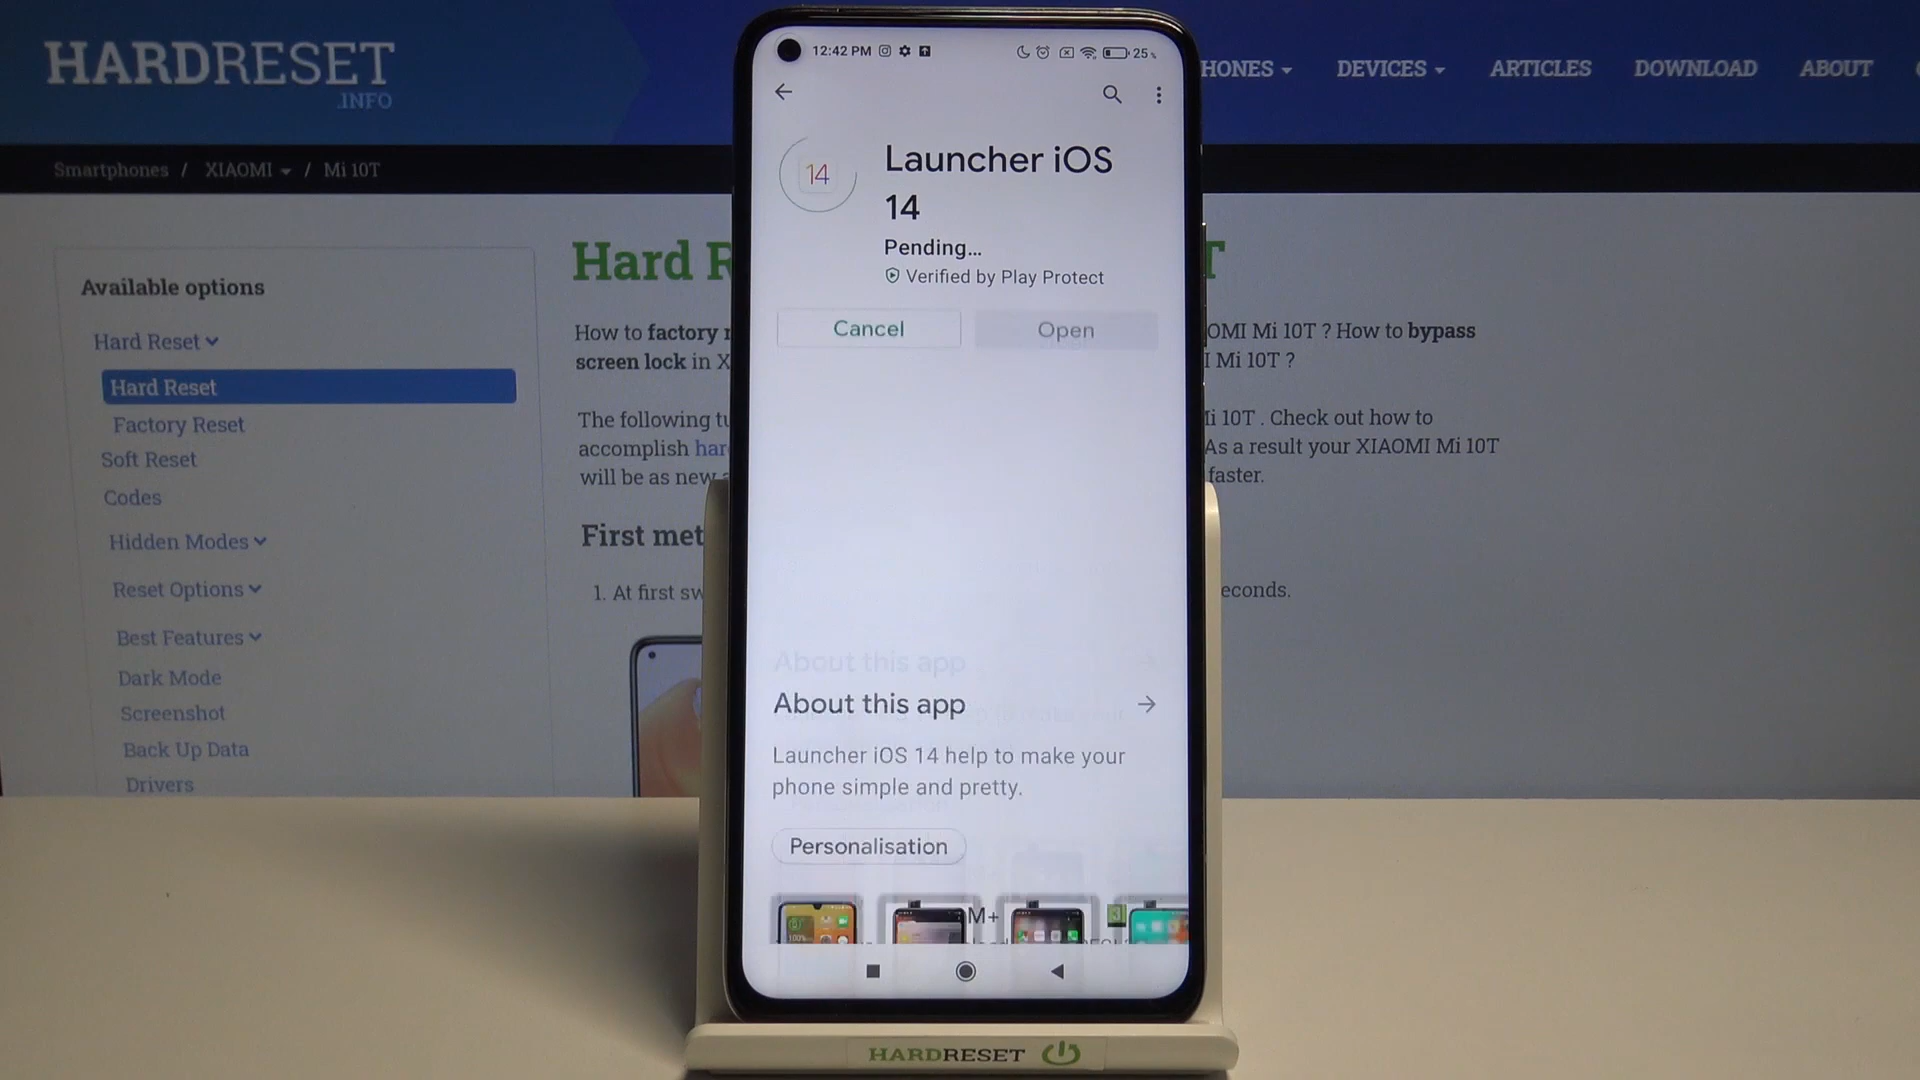 HARDRESET
.INFO
HONES
DEVICES
ARTICLES
DOWNLOAD
ABOUT
Smartphones / XIAOMI / Mi 10T
Available options
Hard Reset
Hard Reset
Factory Reset
Soft Reset
Codes
Hidden Modes
Reset Options
Best Features
Dark Mode
Screenshot
Back Up Data
Drivers
Hard R
T
How to factory r
OMI Mi 10T ? How to bypass
screen lock in X
I Mi 10T ?
The following tu
Mi 10T . Check out how to
accomplish har
As a result your XIAOMI Mi 10T
will be as new a
faster.
First met
1. At first sw
econds.
12:42 PM
25%
Launcher iOS
14
14
Pending...
Verified by Play Protect
Cancel
Open
About this app
About this app
Launcher iOS 14 help to make your
phone simple and pretty.
Personalisation
100%
M+
3
HARDRESET